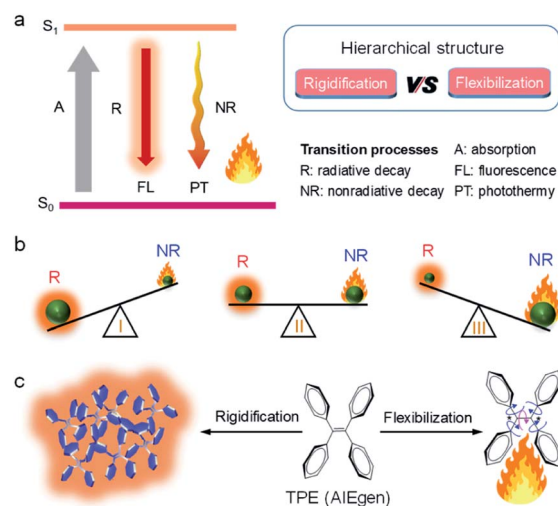 a
S1
A
R
NR
FL
PT
S0
Hierarchical structure
Rigidification VS Flexibilization
Transition processes
A: absorption
R: radiative decay
FL: fluorescence
NR: nonradiative decay
PT: photothermy
b
R
NR
I
R
NR
II
R
NR
III
c
Rigidification
Flexibilization
TPE (AIEgen)